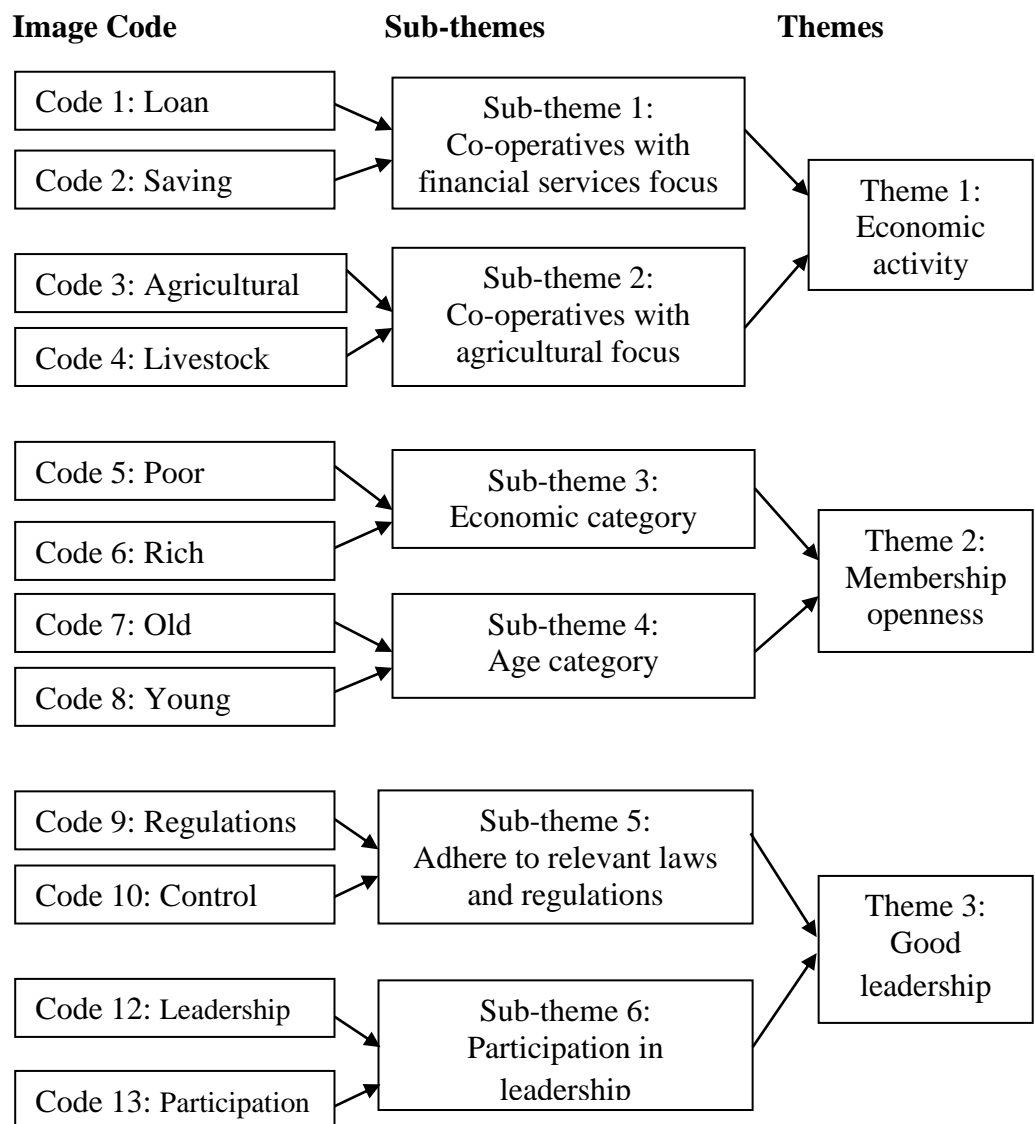 Image Code Sub-themes Themes
Code 1: Loan
Code 2: Saving
Sub-theme 1:
Co-operatives with
financial services focus
Theme 1:
Economic
activity
Code 3: Agricultural
Code 4: Livestock
Sub-theme 2:
Co-operatives with
agricultural focus
Code 5: Poor
Code 6: Rich
Sub-theme 3:
Economic category
Theme 2:
Membership
openness
Code 7: Old
Code 8: Young
Sub-theme 4:
Age category
Code 9: Regulations
Code 10: Control
Sub-theme 5:
Adhere to relevant laws
and regulations
Theme 3:
Good
leadership
Code 12: Leadership
Code 13: Participation
Sub-theme 6:
Participation in
leadership